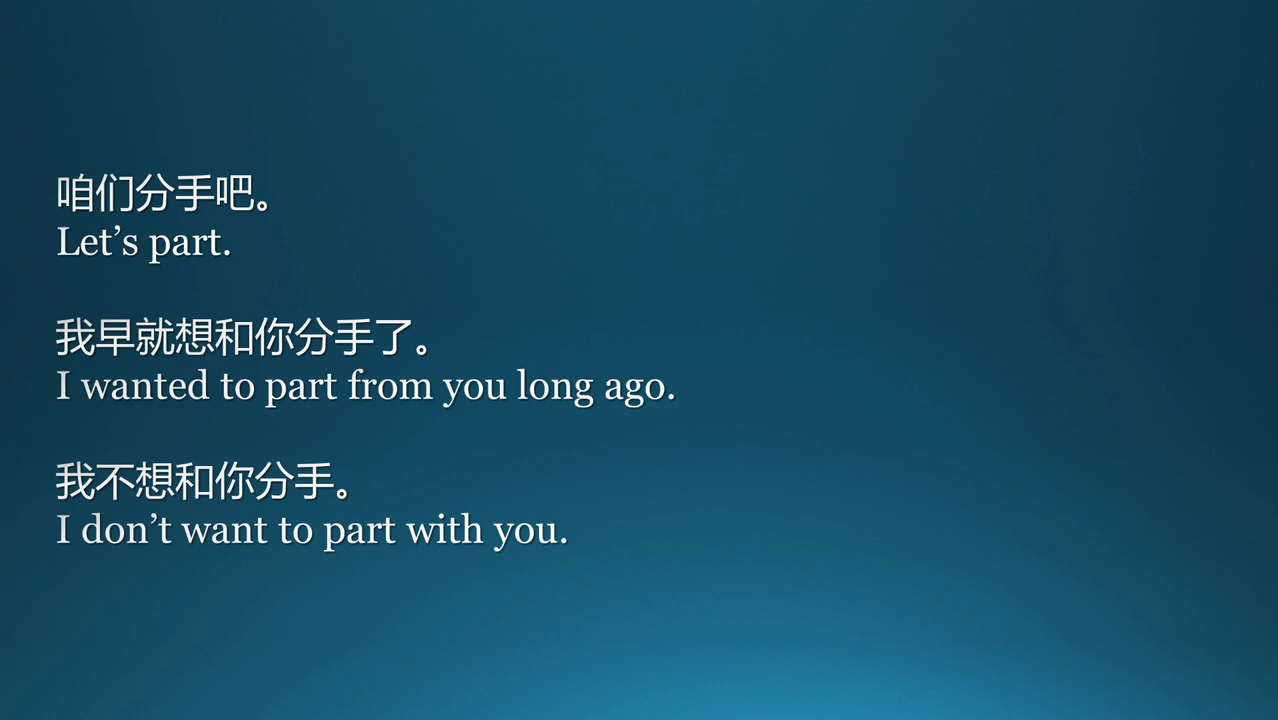 咱们分手吧。
Let’s part.
我早就想和你分手了。
I wanted to part from you long ago.
我不想和你分手。
I don’t want to part with you.